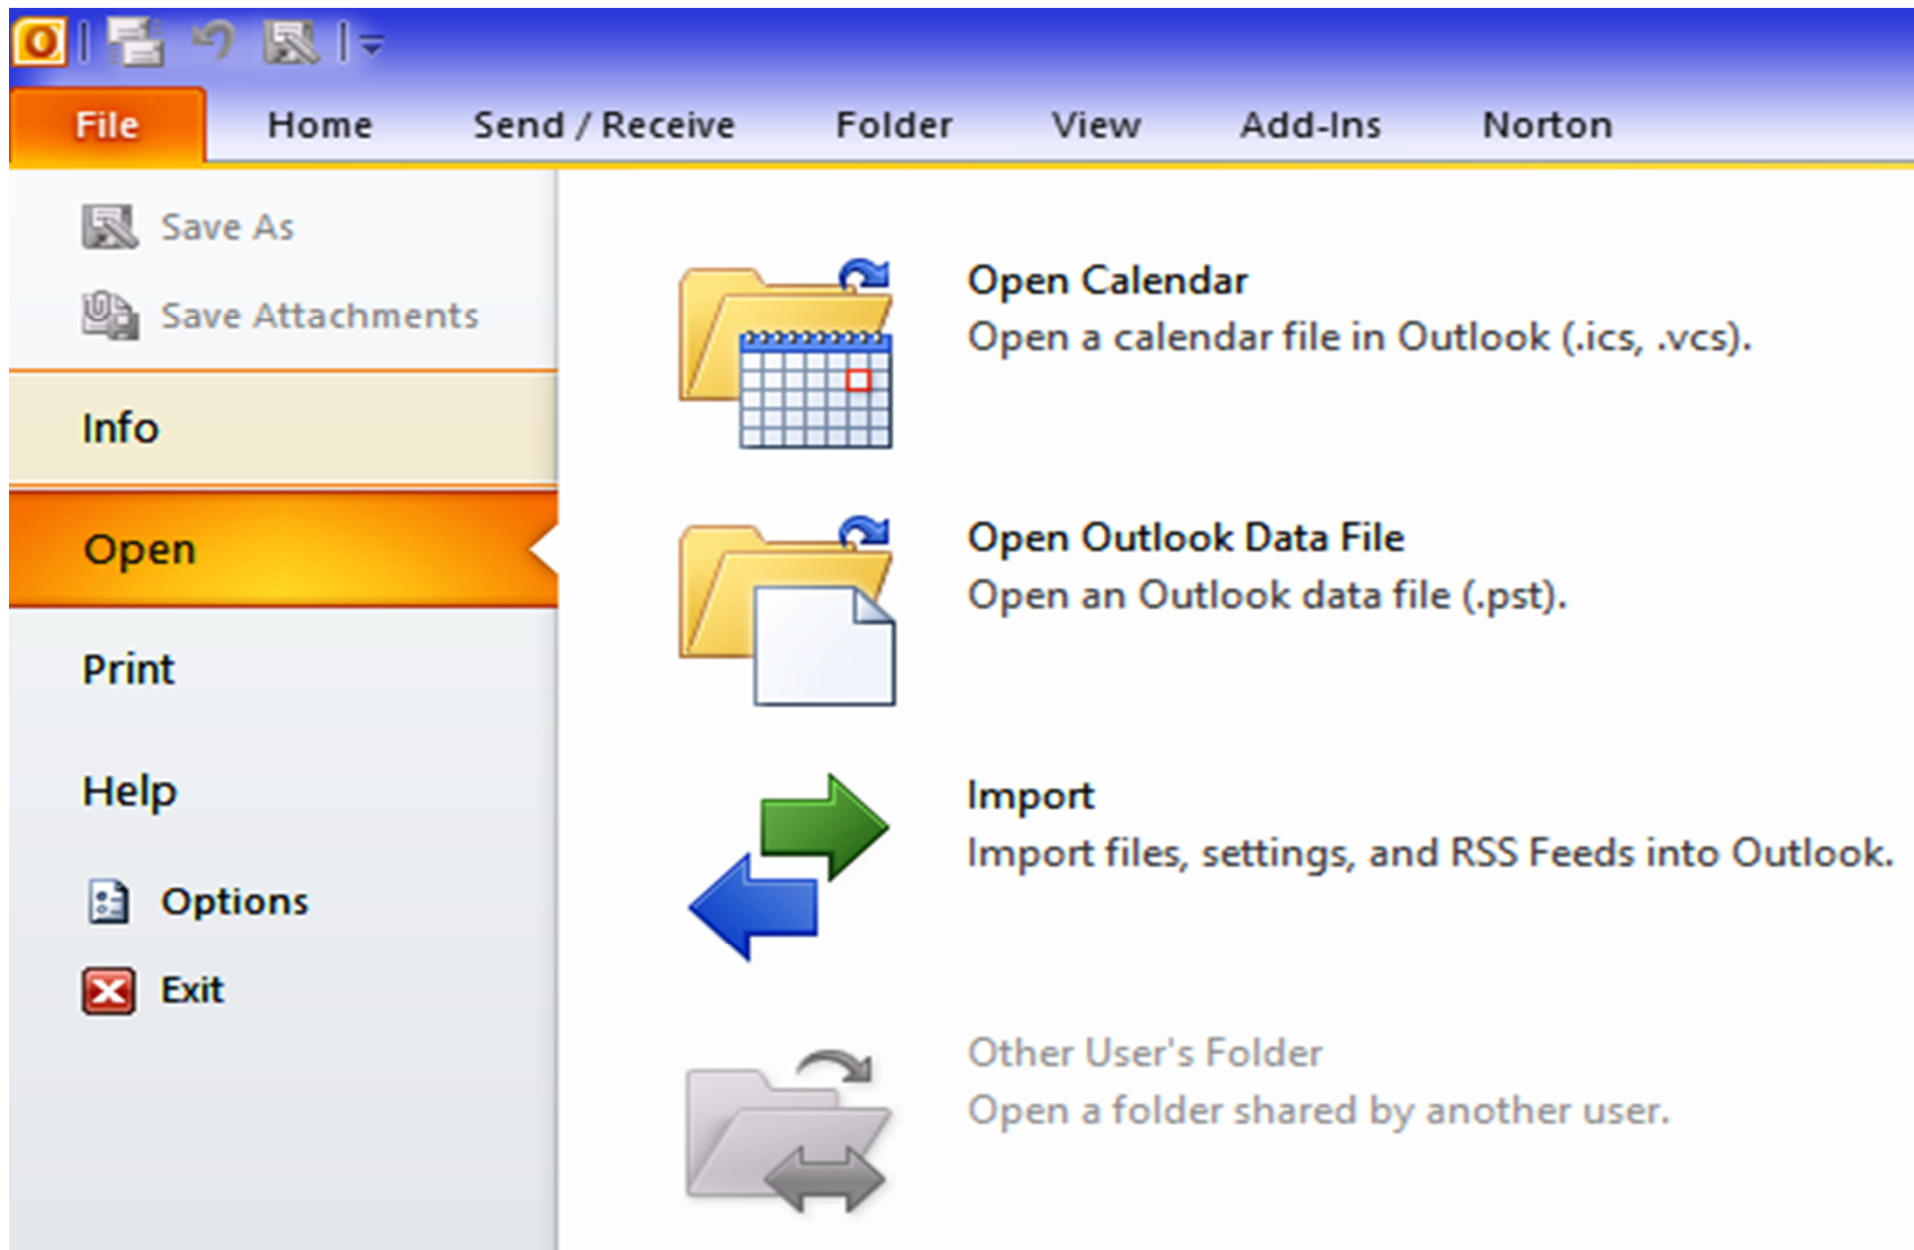 File Home Send / Receive Folder View Add-Ins Norton
Save As
Save Attachments
Info
Open
Print
Help
Options
Exit
Open Calendar
Open a calendar file in Outlook (.ics, .vcs).
Open Outlook Data File
Open an Outlook data file (.pst).
Import
Import files, settings, and RSS Feeds into Outlook.
Other User's Folder
Open a folder shared by another user.